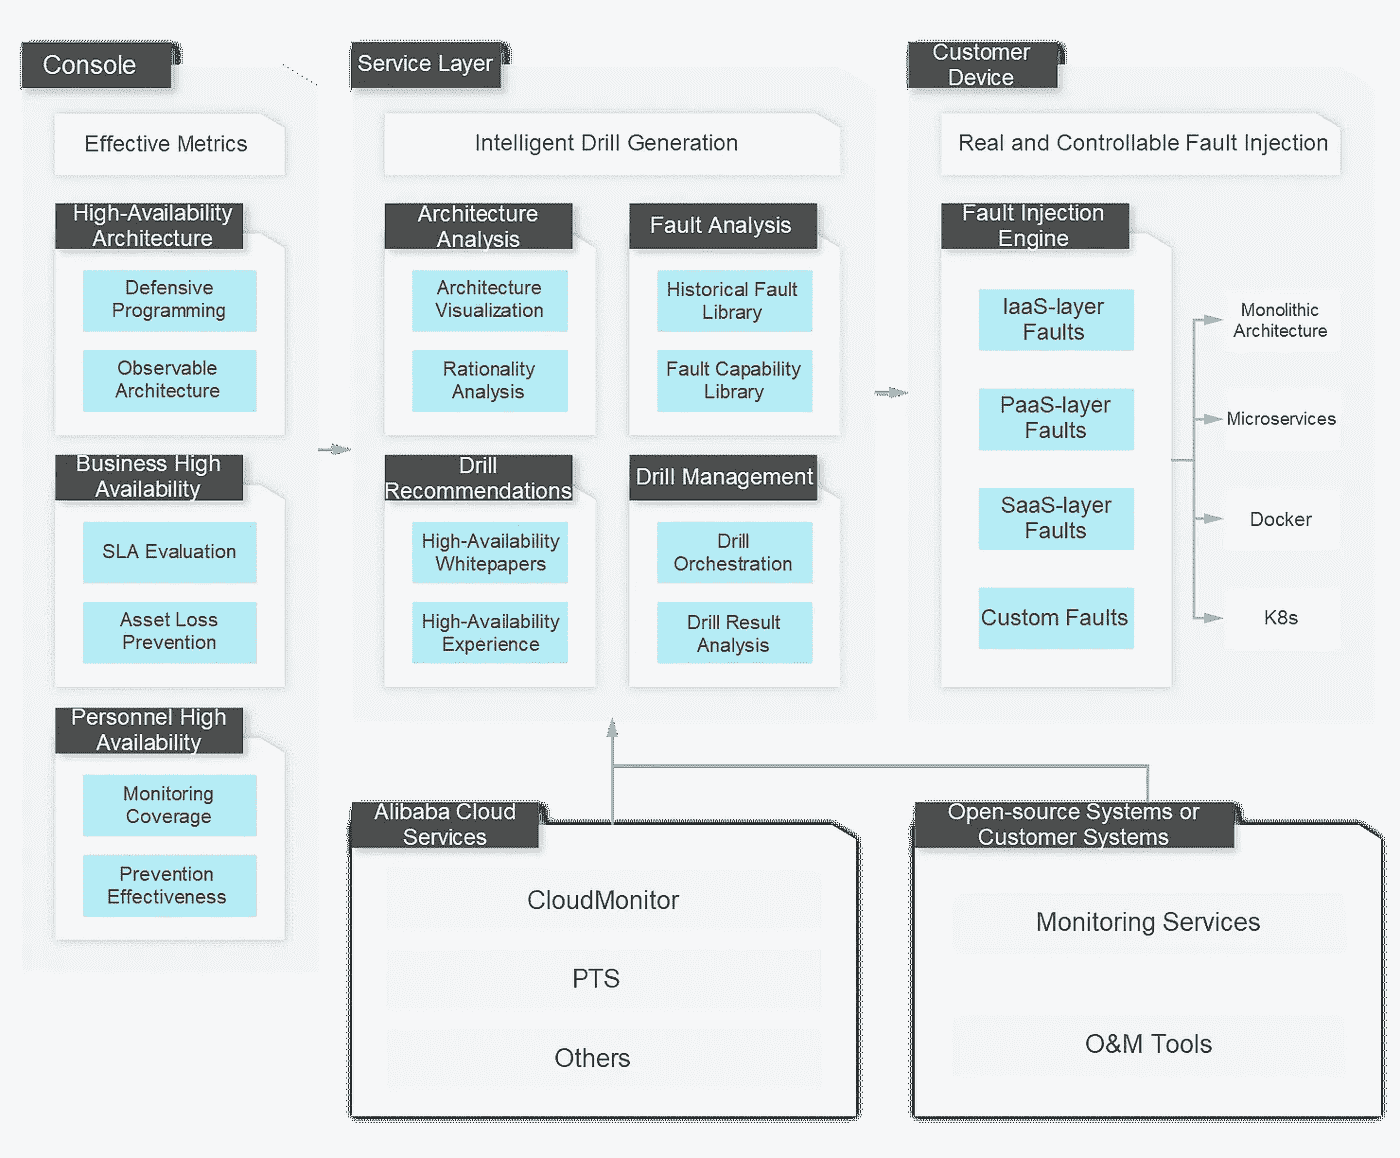 Console
Effective Metrics
High-Availability
Architecture
Defensive
Programming
Observable
Architecture
Business High
Availability
SLA Evaluation
Asset Loss
Prevention
Personnel High
Availability
Monitoring
Coverage
Prevention
Effectiveness
Service Layer
Intelligent Drill Generation
Architecture
Analysis
Architecture
Visualization
Rationality
Analysis
Fault Analysis
Historical Fault
Library
Fault Capability
Library
Drill
Recommendations
High-Availability
Whitepapers
High-Availability
Experience
Drill Management
Drill
Orchestration
Drill Result
Analysis
Customer
Device
Real and Controllable Fault Injection
Fault Injection
Engine
IaaS-layer
Faults
PaaS-layer
Faults
SaaS-layer
Faults
Custom Faults
Monolithic
Architecture
Microservices
Docker
K8s
Alibaba Cloud
Services
CloudMonitor
PTS
Others
Open-source Systems or
Customer Systems
Monitoring Services
O&M Tools